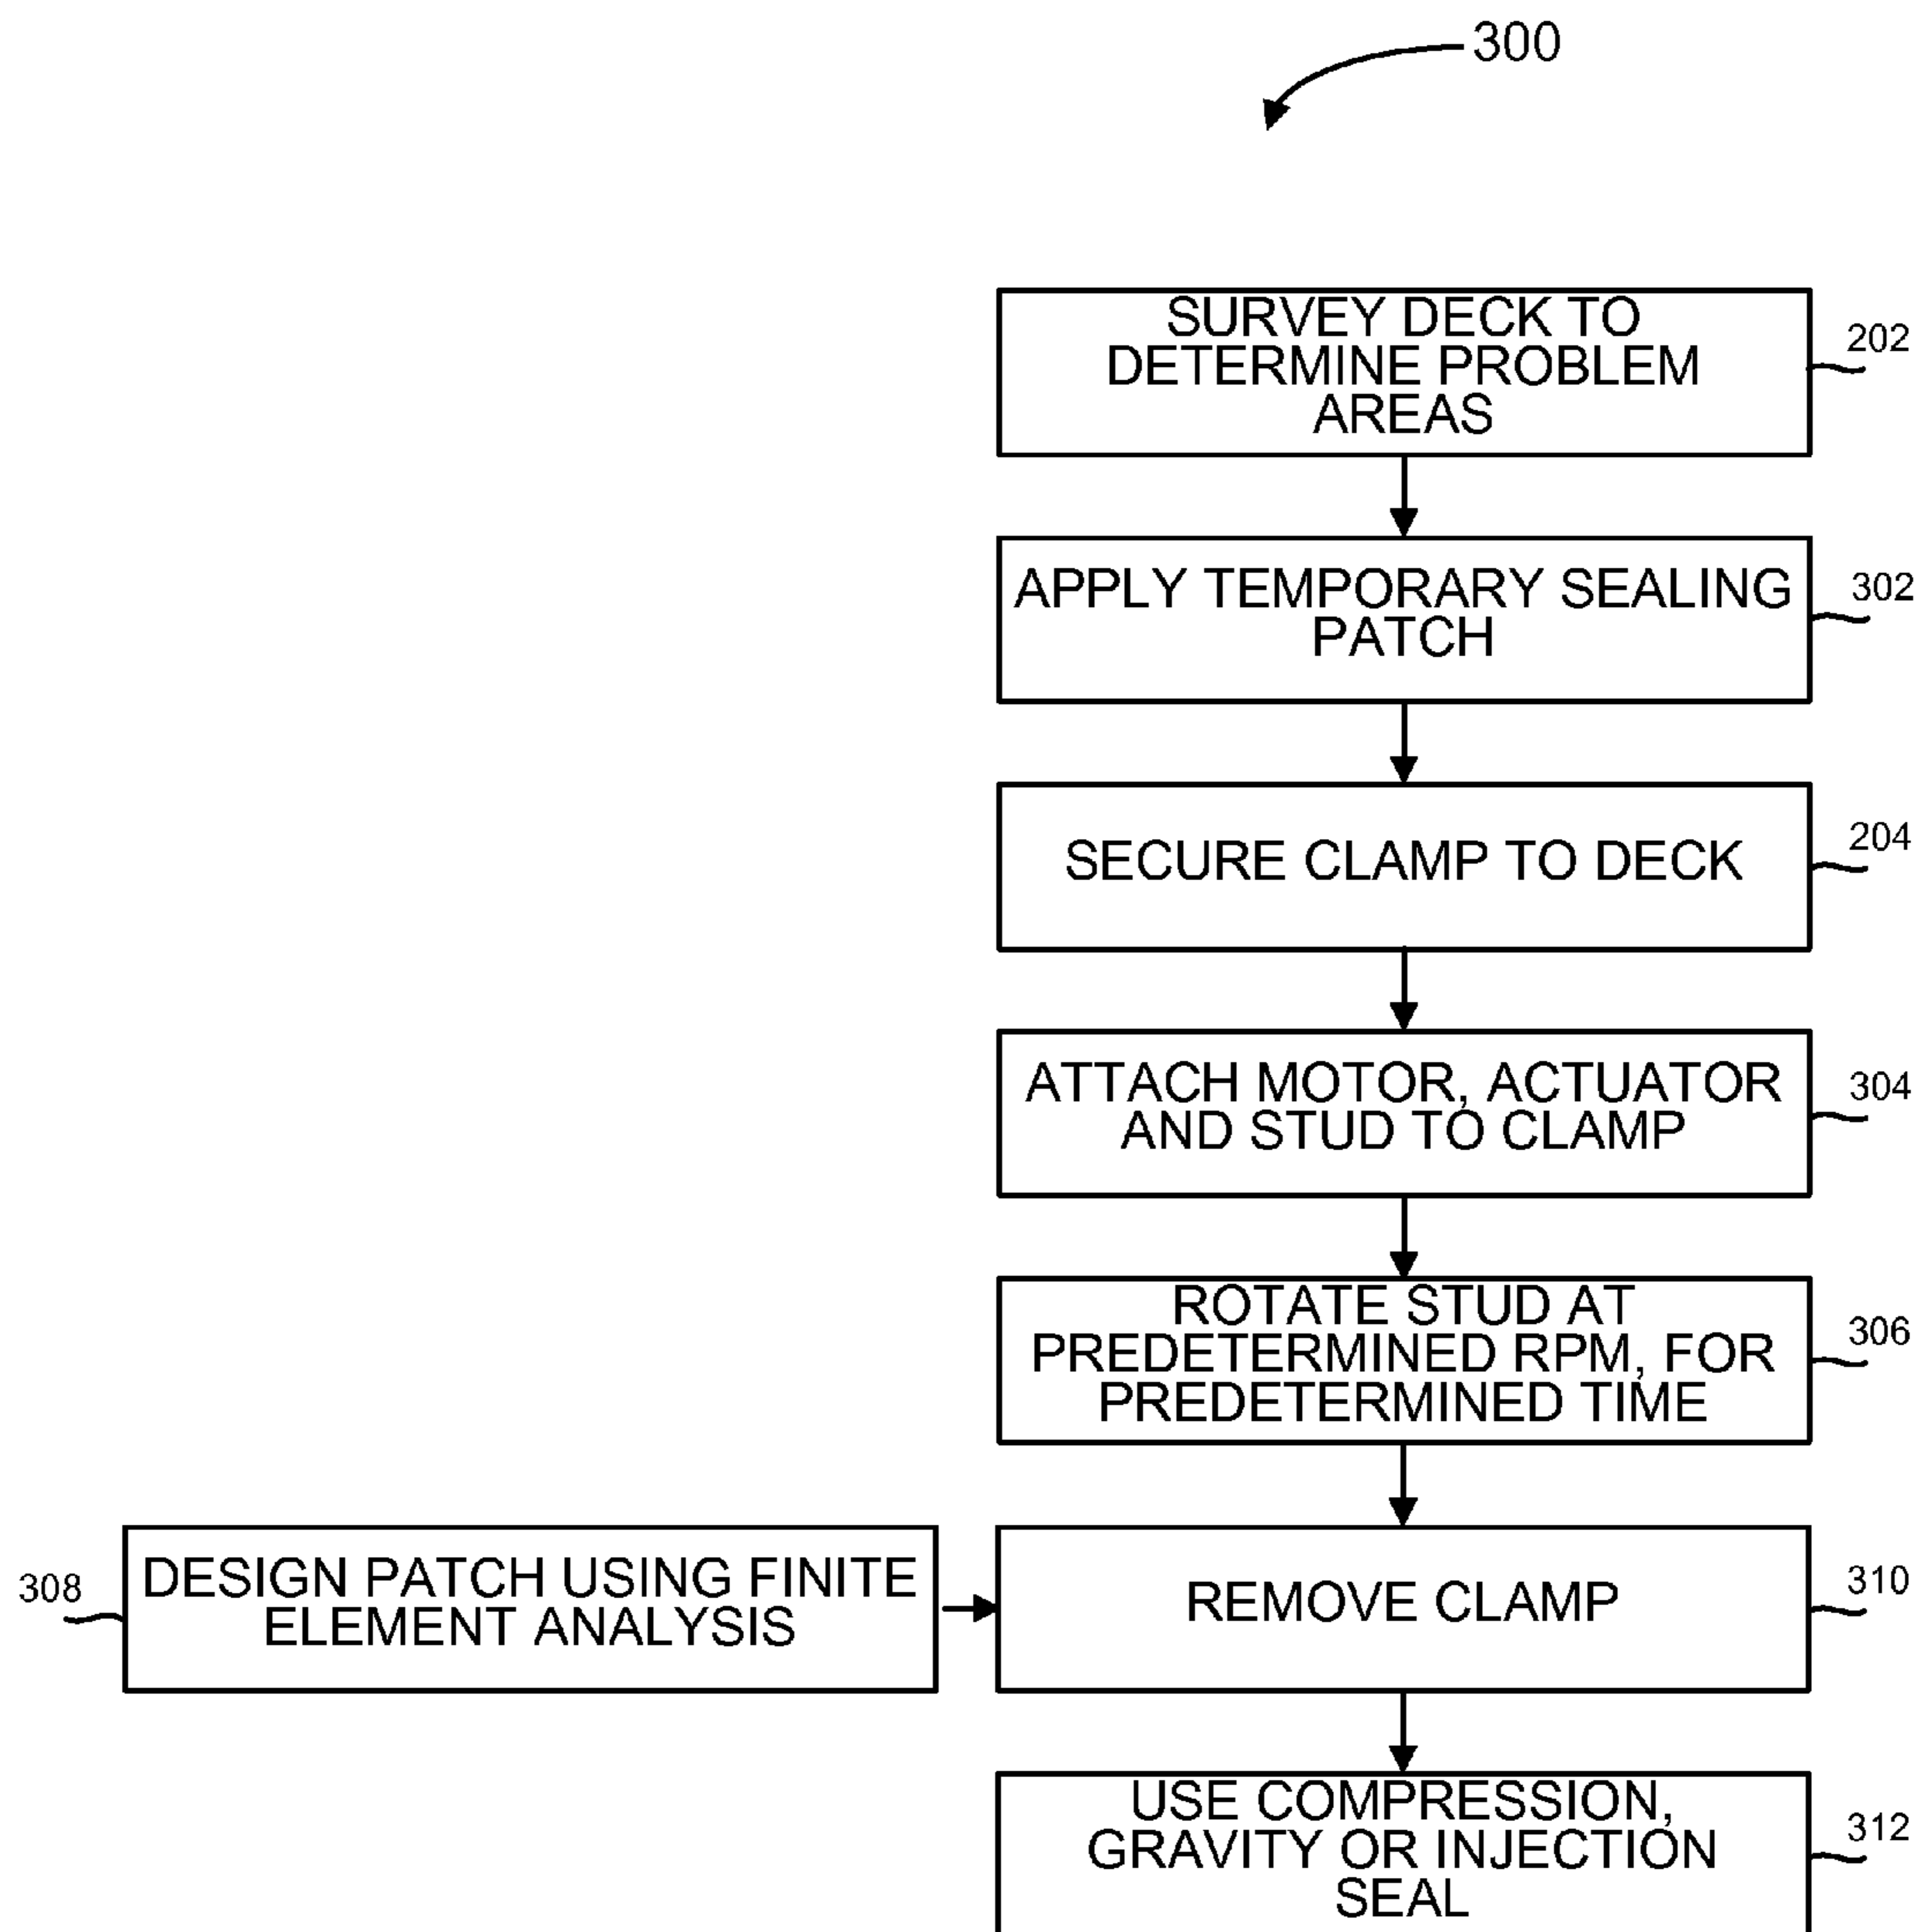 300
SURVEY DECK TO
DETERMINE PROBLEM
AREAS
202
APPLY TEMPORARY SEALING
PATCH
302
SECURE CLAMP TO DECK
204
ATTACH MOTOR, ACTUATOR
AND STUD TO CLAMP
304
ROTATE STUD AT
PREDETERMINED RPM, FOR
PREDETERMINED TIME
306
308
DESIGN PATCH USING FINITE
ELEMENT ANALYSIS
REMOVE CLAMP
310
USE COMPRESSION,
GRAVITY OR INJECTION
SEAL
312